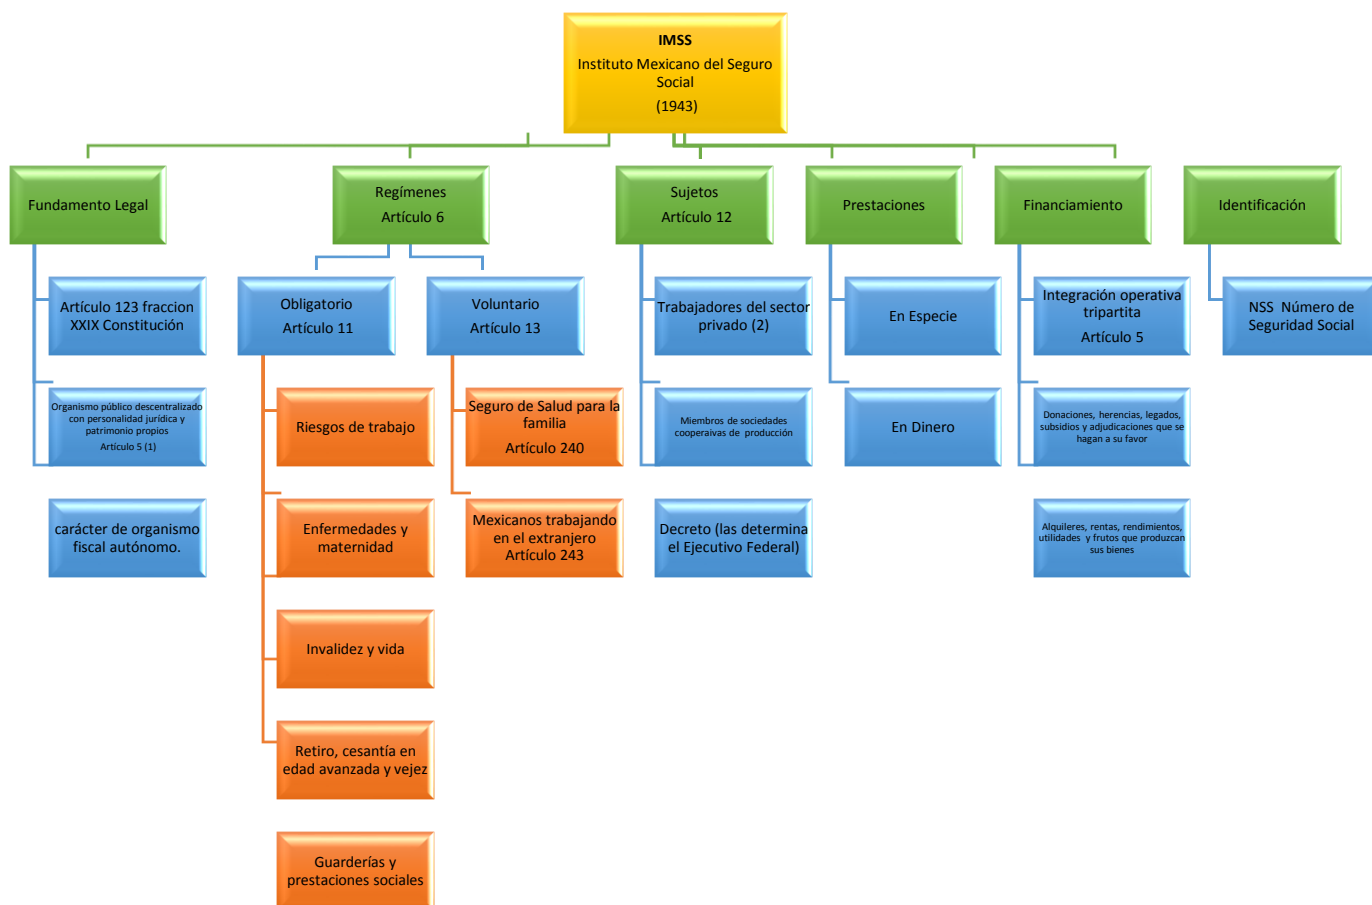 IMSS
Instituto Mexicano del Seguro
Social
(1943)
Fundamento Legal
Regímenes
Artículo 6
Sujetos
Artículo 12
Prestaciones
Financiamiento
Identificación
Artículo 123 fraccion
XXIX Constitución
Organismo público descentralizado
con personalidad jurídica y
patrimonio propios
Artículo 5 (1)
carácter de organismo
fiscal autónomo.
Obligatorio
Artículo 11
Riesgos de trabajo
Enfermedades y
maternidad
Invalidez y vida
Retiro, cesantía en
edad avanzada y vejez
Guarderías y
prestaciones sociales
Voluntario
Artículo 13
Seguro de Salud para la
familia
Artículo 240
Mexicanos trabajando
en el extranjero
Artículo 243
Trabajadores del sector
privado (2)
Miembros de sociedades
cooperaivas de producción
Decreto (las determina
el Ejecutivo Federal)
En Especie
En Dinero
Integración operativa
tripartita
Artículo 5
Donaciones, herencias, legados,
subsidios y adjudicaciones que se
hagan a su favor
Alquileres, rentas, rendimientos,
utilidades y frutos que produzcan
sus bienes
NSS Número de
Seguridad Social